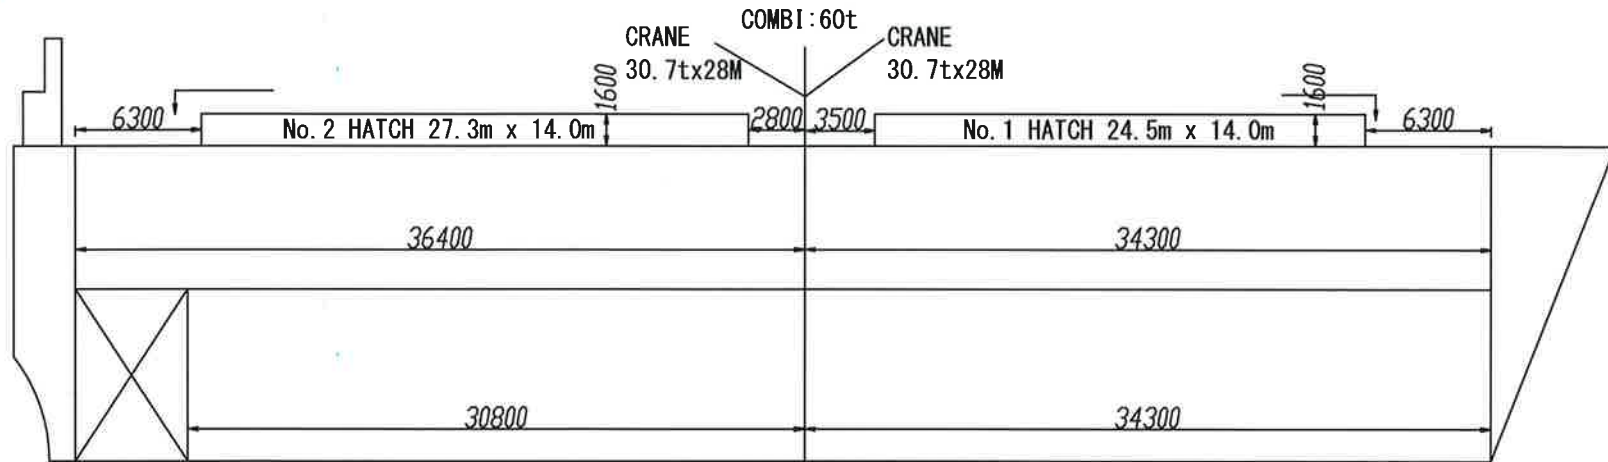 COMBI:60t
CRANE
30.7tx28M
CRANE
30.7tx28M
6300
No.2 HATCH 27.3m x 14.0m
1600
2800
3500
No.1 HATCH 24.5m x 14.0m
1600
6300
36400
34300
30800
34300